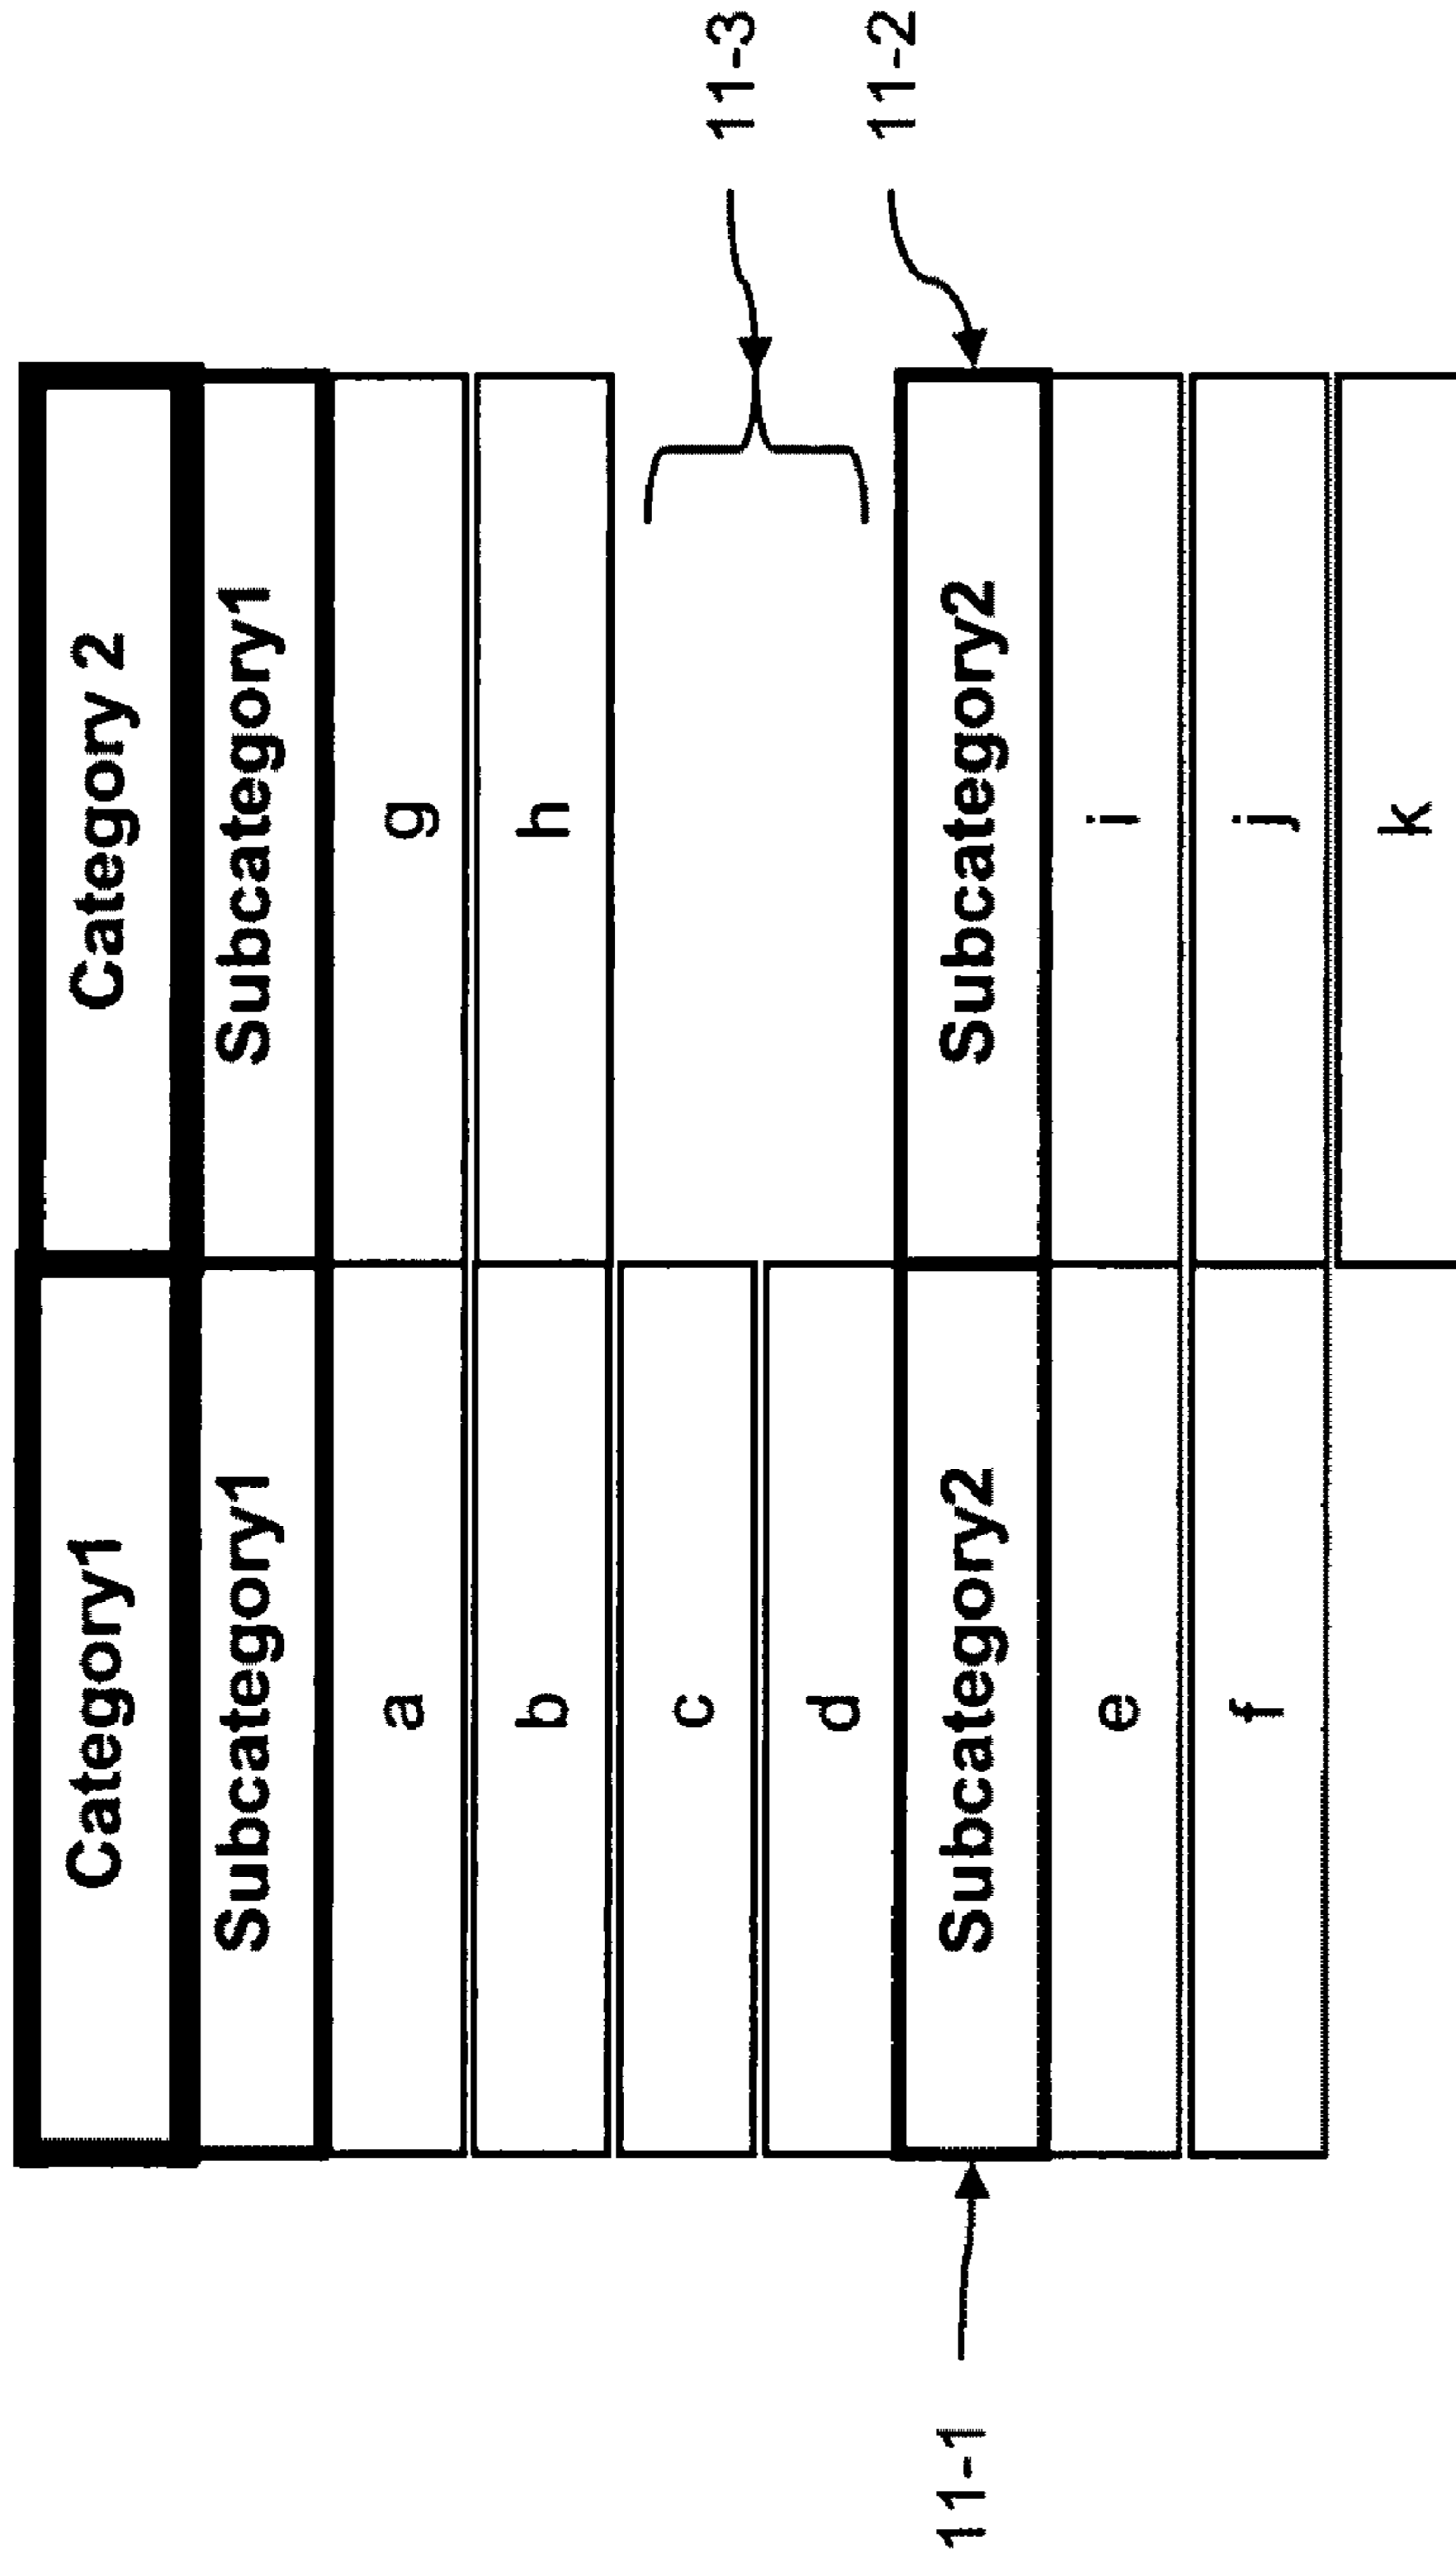 Category1
Category 2
Subcategory1
Subcategory1
a
g
b
h
c
11-3
d
11-1
Subcategory2
Subcategory2
11-2
e
i
f
j
k